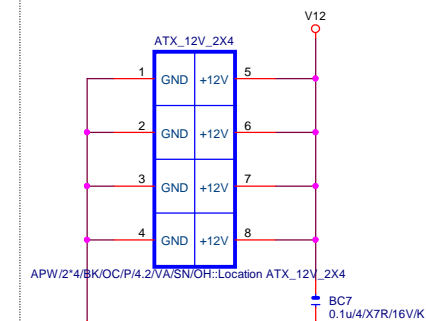 V12
ATX_12V_2X4
1 GND +12V 5
2 GND +12V 6
3 GND +12V 7
4 GND +12V 8
APW/2*4/BK/OC/P/4.2/VA/SN/OH::Location ATX_12V_2X4
BC7
0.1u/4/X7R/16V/K